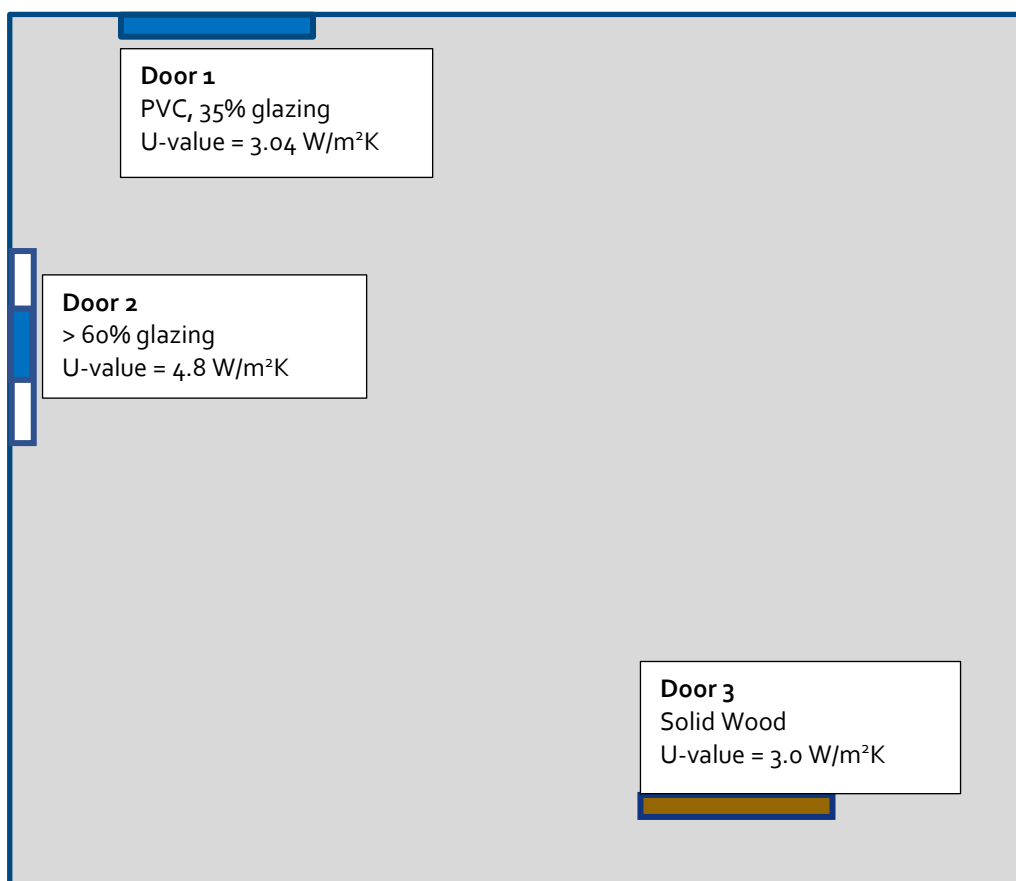 Door 1
PVC, 35% glazing
U-value = 3.04 W/m²K
Door 2
> 60% glazing
U-value = 4.8 W/m²K
Door 3
Solid Wood
U-value = 3.0 W/m²K